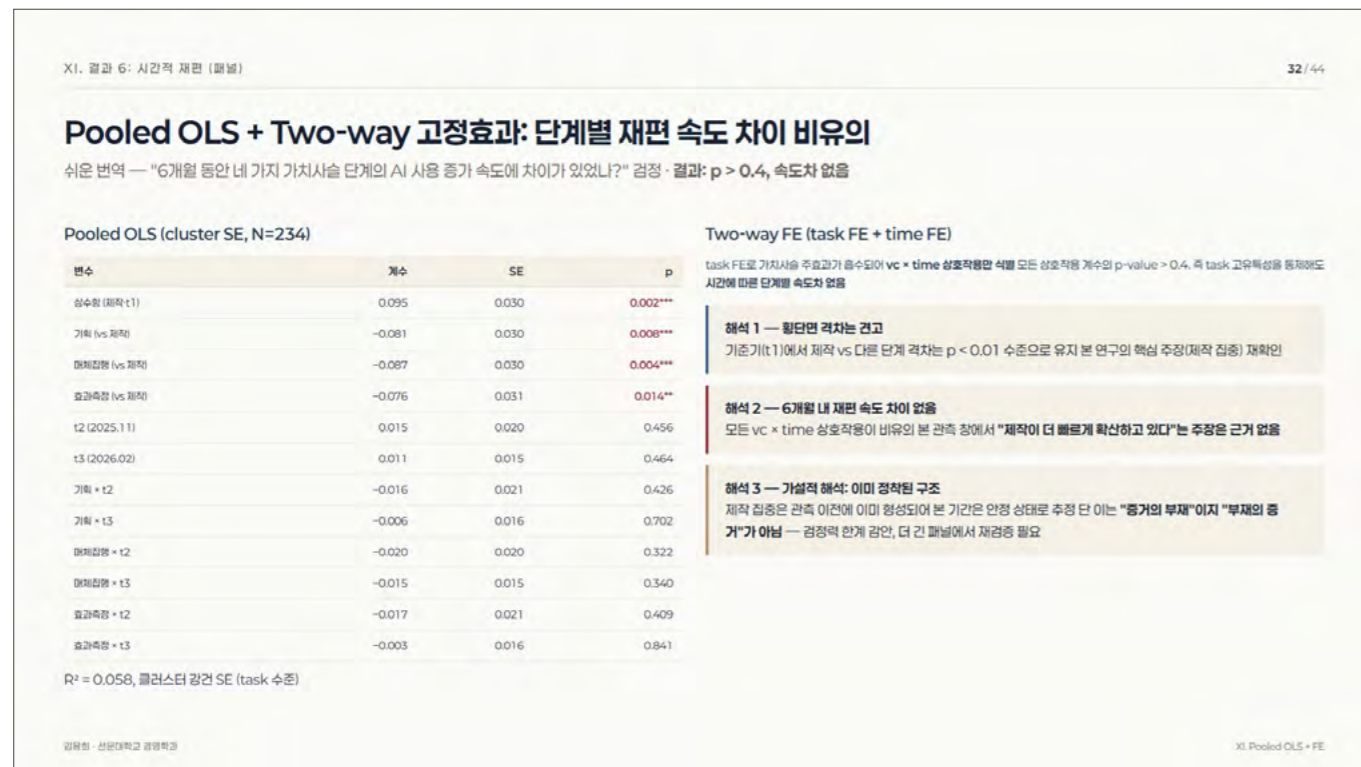 XI. 결과 6: 시간적 재편 (패널)
32/44
Pooled OLS + Two-way 고정효과: 단계별 재편 속도 차이 비유의
쉬운 번역 — "6개월 동안 네 가지 가치사슬 단계의 AI 사용 증가 속도에 차이가 있었나?" 검정 · 결과: p > 0.4, 속도차 없음
Pooled OLS (cluster SE, N=234)
변수 계수 SE p
상수항 (제작·t1) 0.095 0.030 0.002***
기획 (vs 제작) −0.081 0.030 0.008***
매체집행 (vs 제작) −0.087 0.030 0.004***
효과측정 (vs 제작) −0.076 0.031 0.014**
t2 (2025.11) 0.015 0.020 0.456
t3 (2026.02) 0.011 0.015 0.464
기획 × t2 −0.016 0.021 0.426
기획 × t3 −0.006 0.016 0.702
매체집행 × t2 −0.020 0.020 0.322
매체집행 × t3 −0.015 0.015 0.340
효과측정 × t2 −0.017 0.021 0.409
효과측정 × t3 −0.003 0.016 0.841
R² = 0.058, 클러스터 강건 SE (task 수준)
Two-way FE (task FE + time FE)
task FE로 가치사슬 주효과가 흡수되어 vc × time 상호작용만 식별 모든 상호작용 계수의 p-value > 0.4. 즉 task 고유특성을 통제해도
시간에 따른 단계별 속도차 없음
해석 1 — 횡단면 격차는 견고
기준기(t1)에서 제작 vs 다른 단계 격차는 p < 0.01 수준으로 유지 본 연구의 핵심 주장(제작 집중) 재확인
해석 2 — 6개월 내 재편 속도 차이 없음
모든 vc × time 상호작용이 비유의 본 관측 창에서 "제작이 더 빠르게 확산하고 있다"는 주장은 근거 없음
해석 3 — 가설적 해석: 이미 정착된 구조
제작 집중은 관측 이전에 이미 형성되어 본 기간은 안정 상태로 추정 단 이는 "증거의 부재"이지 "부재의 증
거"가 아님 — 검정력 한계 감안, 더 긴 패널에서 재검증 필요
김용희 · 선문대학교 경영학과
XI. Pooled OLS + FE